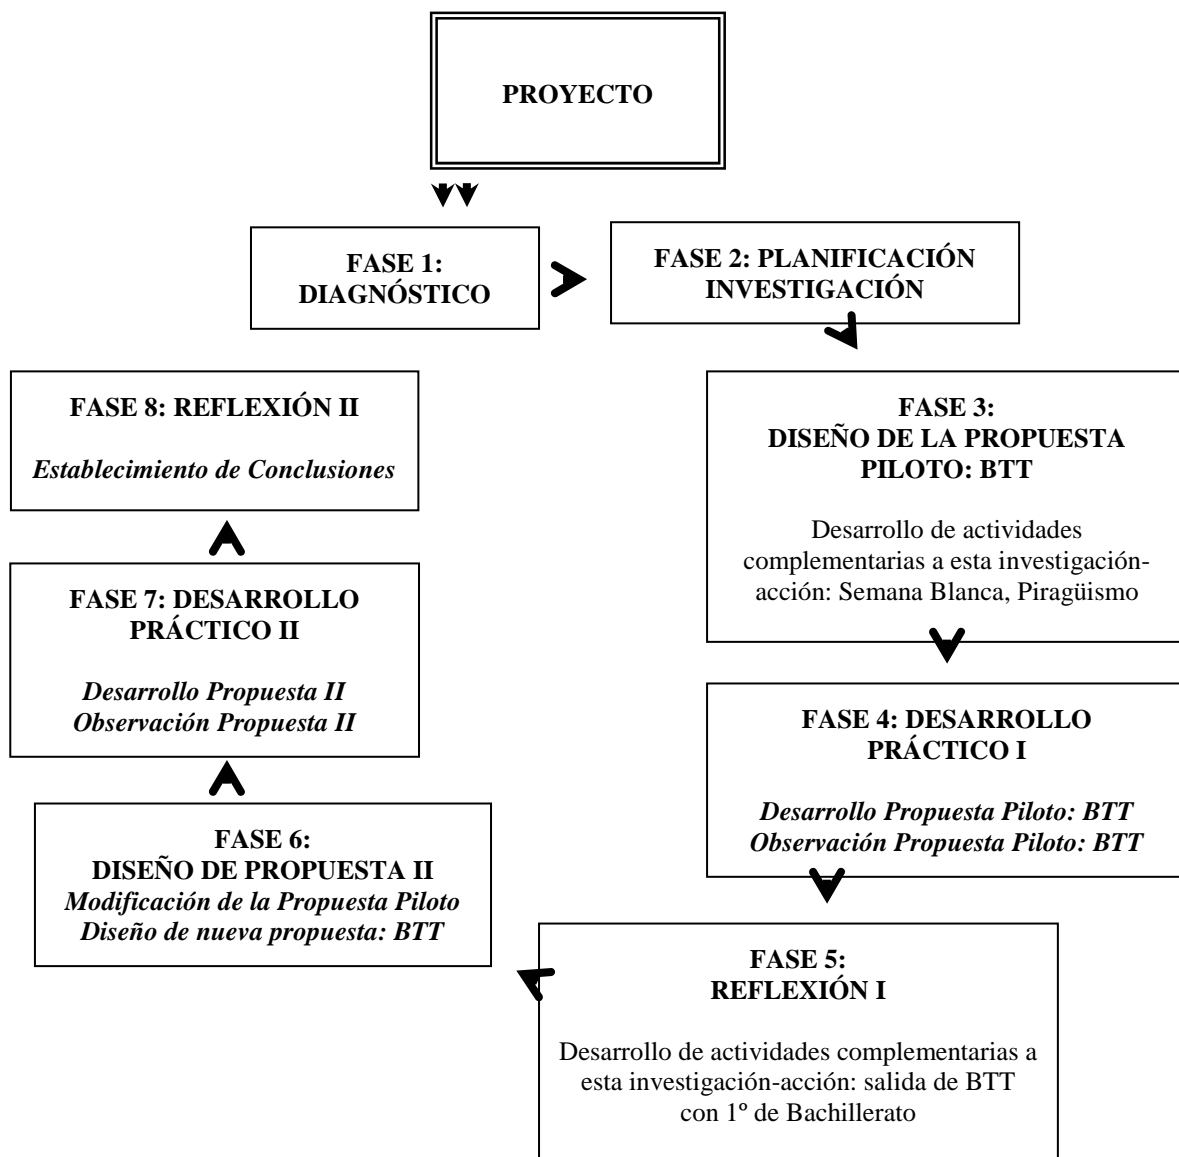 PROYECTO
FASE 1:
DIAGNÓSTICO
FASE 2: PLANIFICACIÓN
INVESTIGACIÓN
FASE 3:
DISEÑO DE LA PROPUESTA
PILOTO: BTT
Desarrollo de actividades
complementarias a esta investigación-
acción: Semana Blanca, Piragüismo
FASE 4: DESARROLLO
PRÁCTICO I
Desarrollo Propuesta Piloto: BTT
Observación Propuesta Piloto: BTT
FASE 5:
REFLEXIÓN I
Desarrollo de actividades complementarias a
esta investigación-acción: salida de BTT
con 1º de Bachillerato
FASE 6:
DISEÑO DE PROPUESTA II
Modificación de la Propuesta Piloto
Diseño de nueva propuesta: BTT
FASE 7: DESARROLLO
PRÁCTICO II
Desarrollo Propuesta II
Observación Propuesta II
FASE 8: REFLEXIÓN II
Establecimiento de Conclusiones